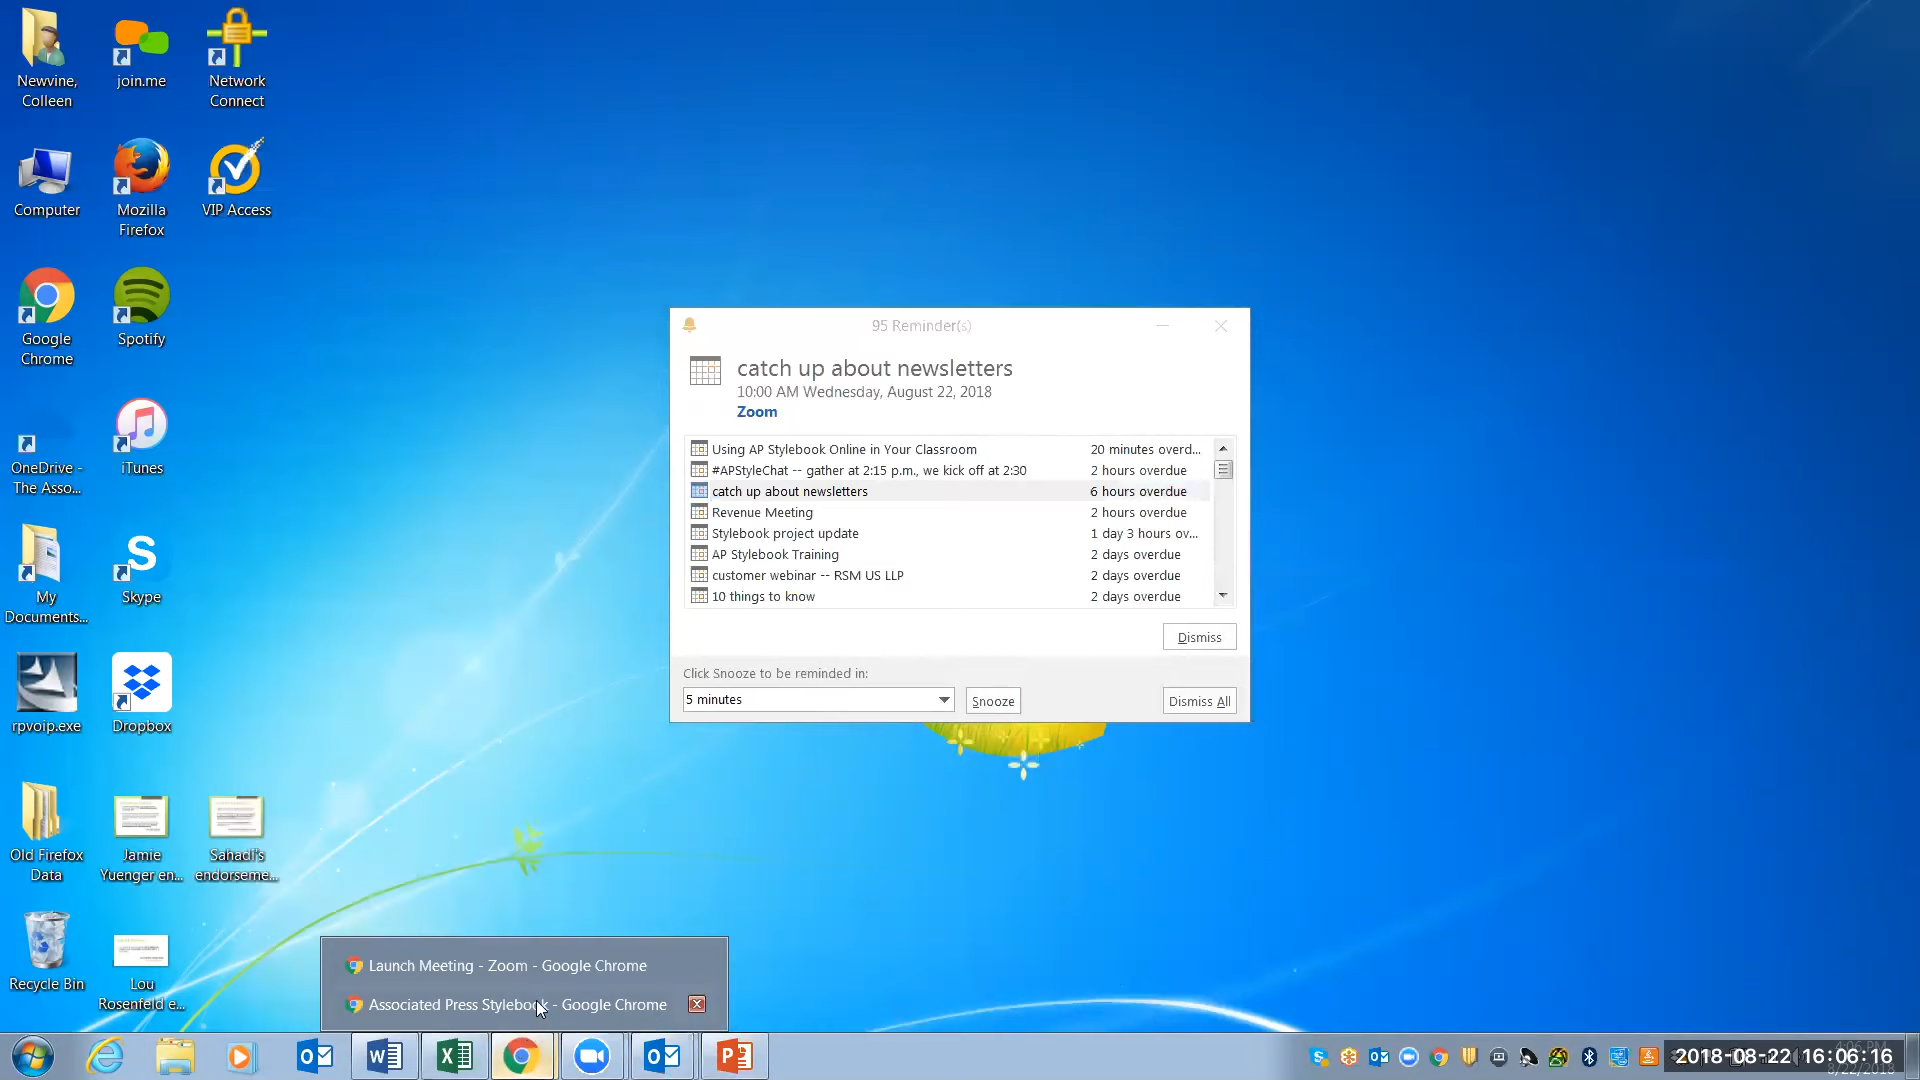 Newvine,
Colleen
join.me
Network
Connect
Computer
Mozilla
Firefox
VIP Access
Google
Chrome
Spotify
OneDrive -
The Asso...
iTunes
My
Documents...
Skype
rpvoip.exe
Dropbox
Old Firefox
Data
Jamie
Yuenger en...
Sahadi's
endorseme...
Recycle Bin
Lou
Rosenfeld e...
95 Reminder(s)
catch up about newsletters
10:00 AM Wednesday, August 22, 2018
Zoom
Using AP Stylebook Online in Your Classroom 20 minutes overd...
#APStyleChat -- gather at 2:15 p.m., we kick off at 2:30 2 hours overdue
catch up about newsletters 6 hours overdue
Revenue Meeting 2 hours overdue
Stylebook project update 1 day 3 hours ov...
AP Stylebook Training 2 days overdue
customer webinar -- RSM US LLP 2 days overdue
10 things to know 2 days overdue
Dismiss
Click Snooze to be reminded in:
5 minutes
Snooze
Dismiss All
Launch Meeting - Zoom - Google Chrome
Associated Press Stylebook - Google Chrome
4:06 PM
2018-08-22 16:06:16
8/22/2018